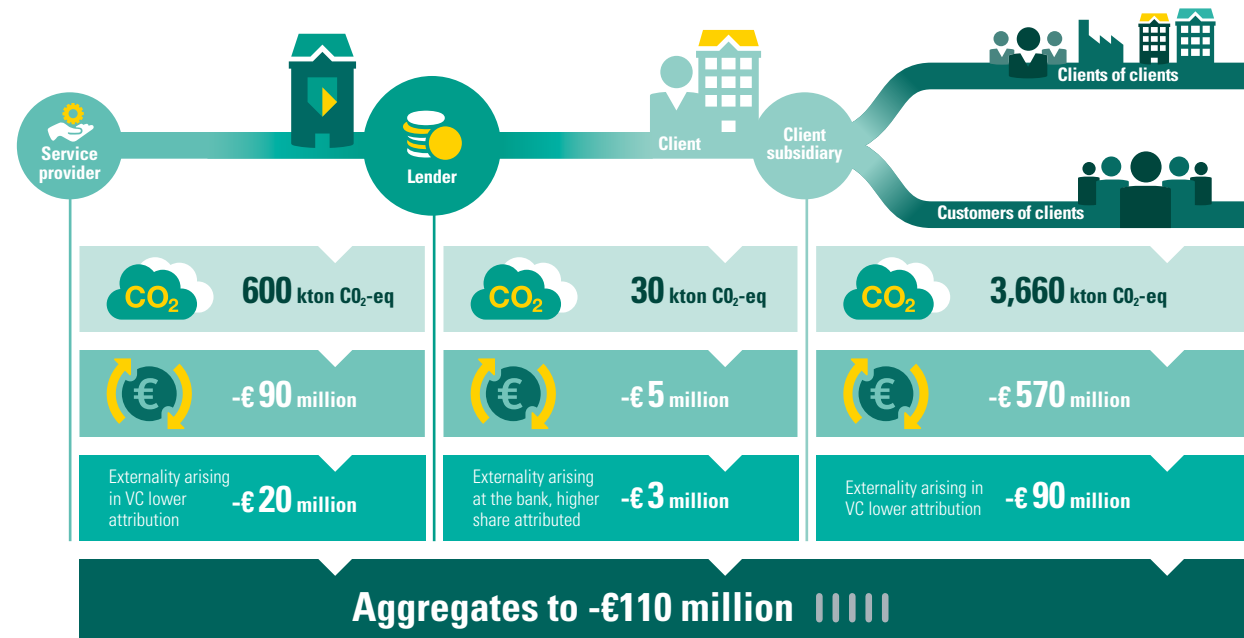 Clients of clients
Service
provider
Lender
Client
Client
subsidiary
Customers of clients
CO₂
600 kton CO₂-eq
CO₂
30 kton CO₂-eq
CO₂
3,660 kton CO₂-eq
€
-€ 90 million
€
-€ 5 million
€
-€ 570 million
Externality arising
in VC lower
attribution
-€ 20 million
Externality arising
at the bank, higher
share attributed
-€ 3 million
Externality arising in
VC lower attribution
-€ 90 million
Aggregates to -€110 million